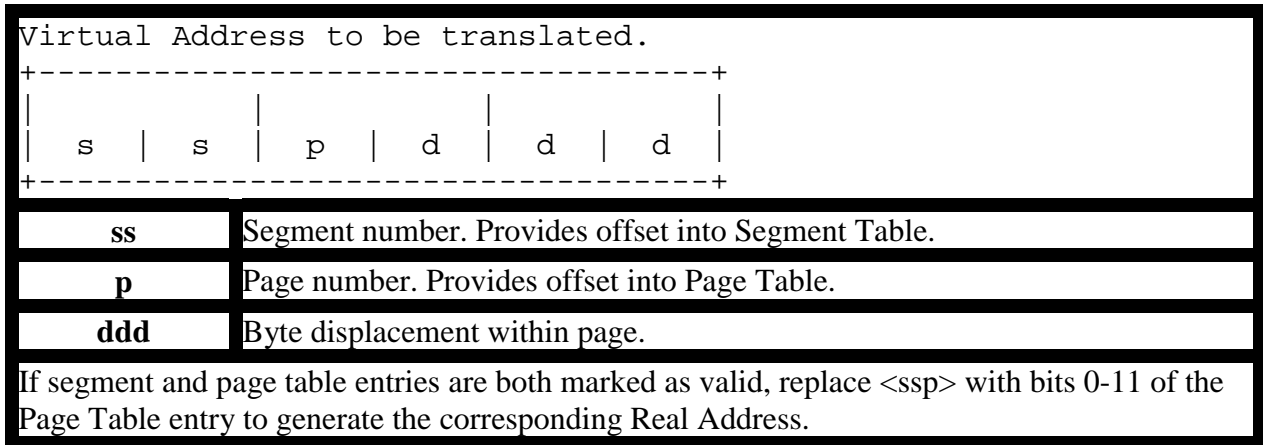 Virtual Address to be translated.
+---------------------------------+
| | | |
| s | s | p | d | d | d |
+---------------------------------+
ss Segment number. Provides offset into Segment Table.
p Page number. Provides offset into Page Table.
ddd Byte displacement within page.
If segment and page table entries are both marked as valid, replace <ssp> with bits 0-11 of the
Page Table entry to generate the corresponding Real Address.